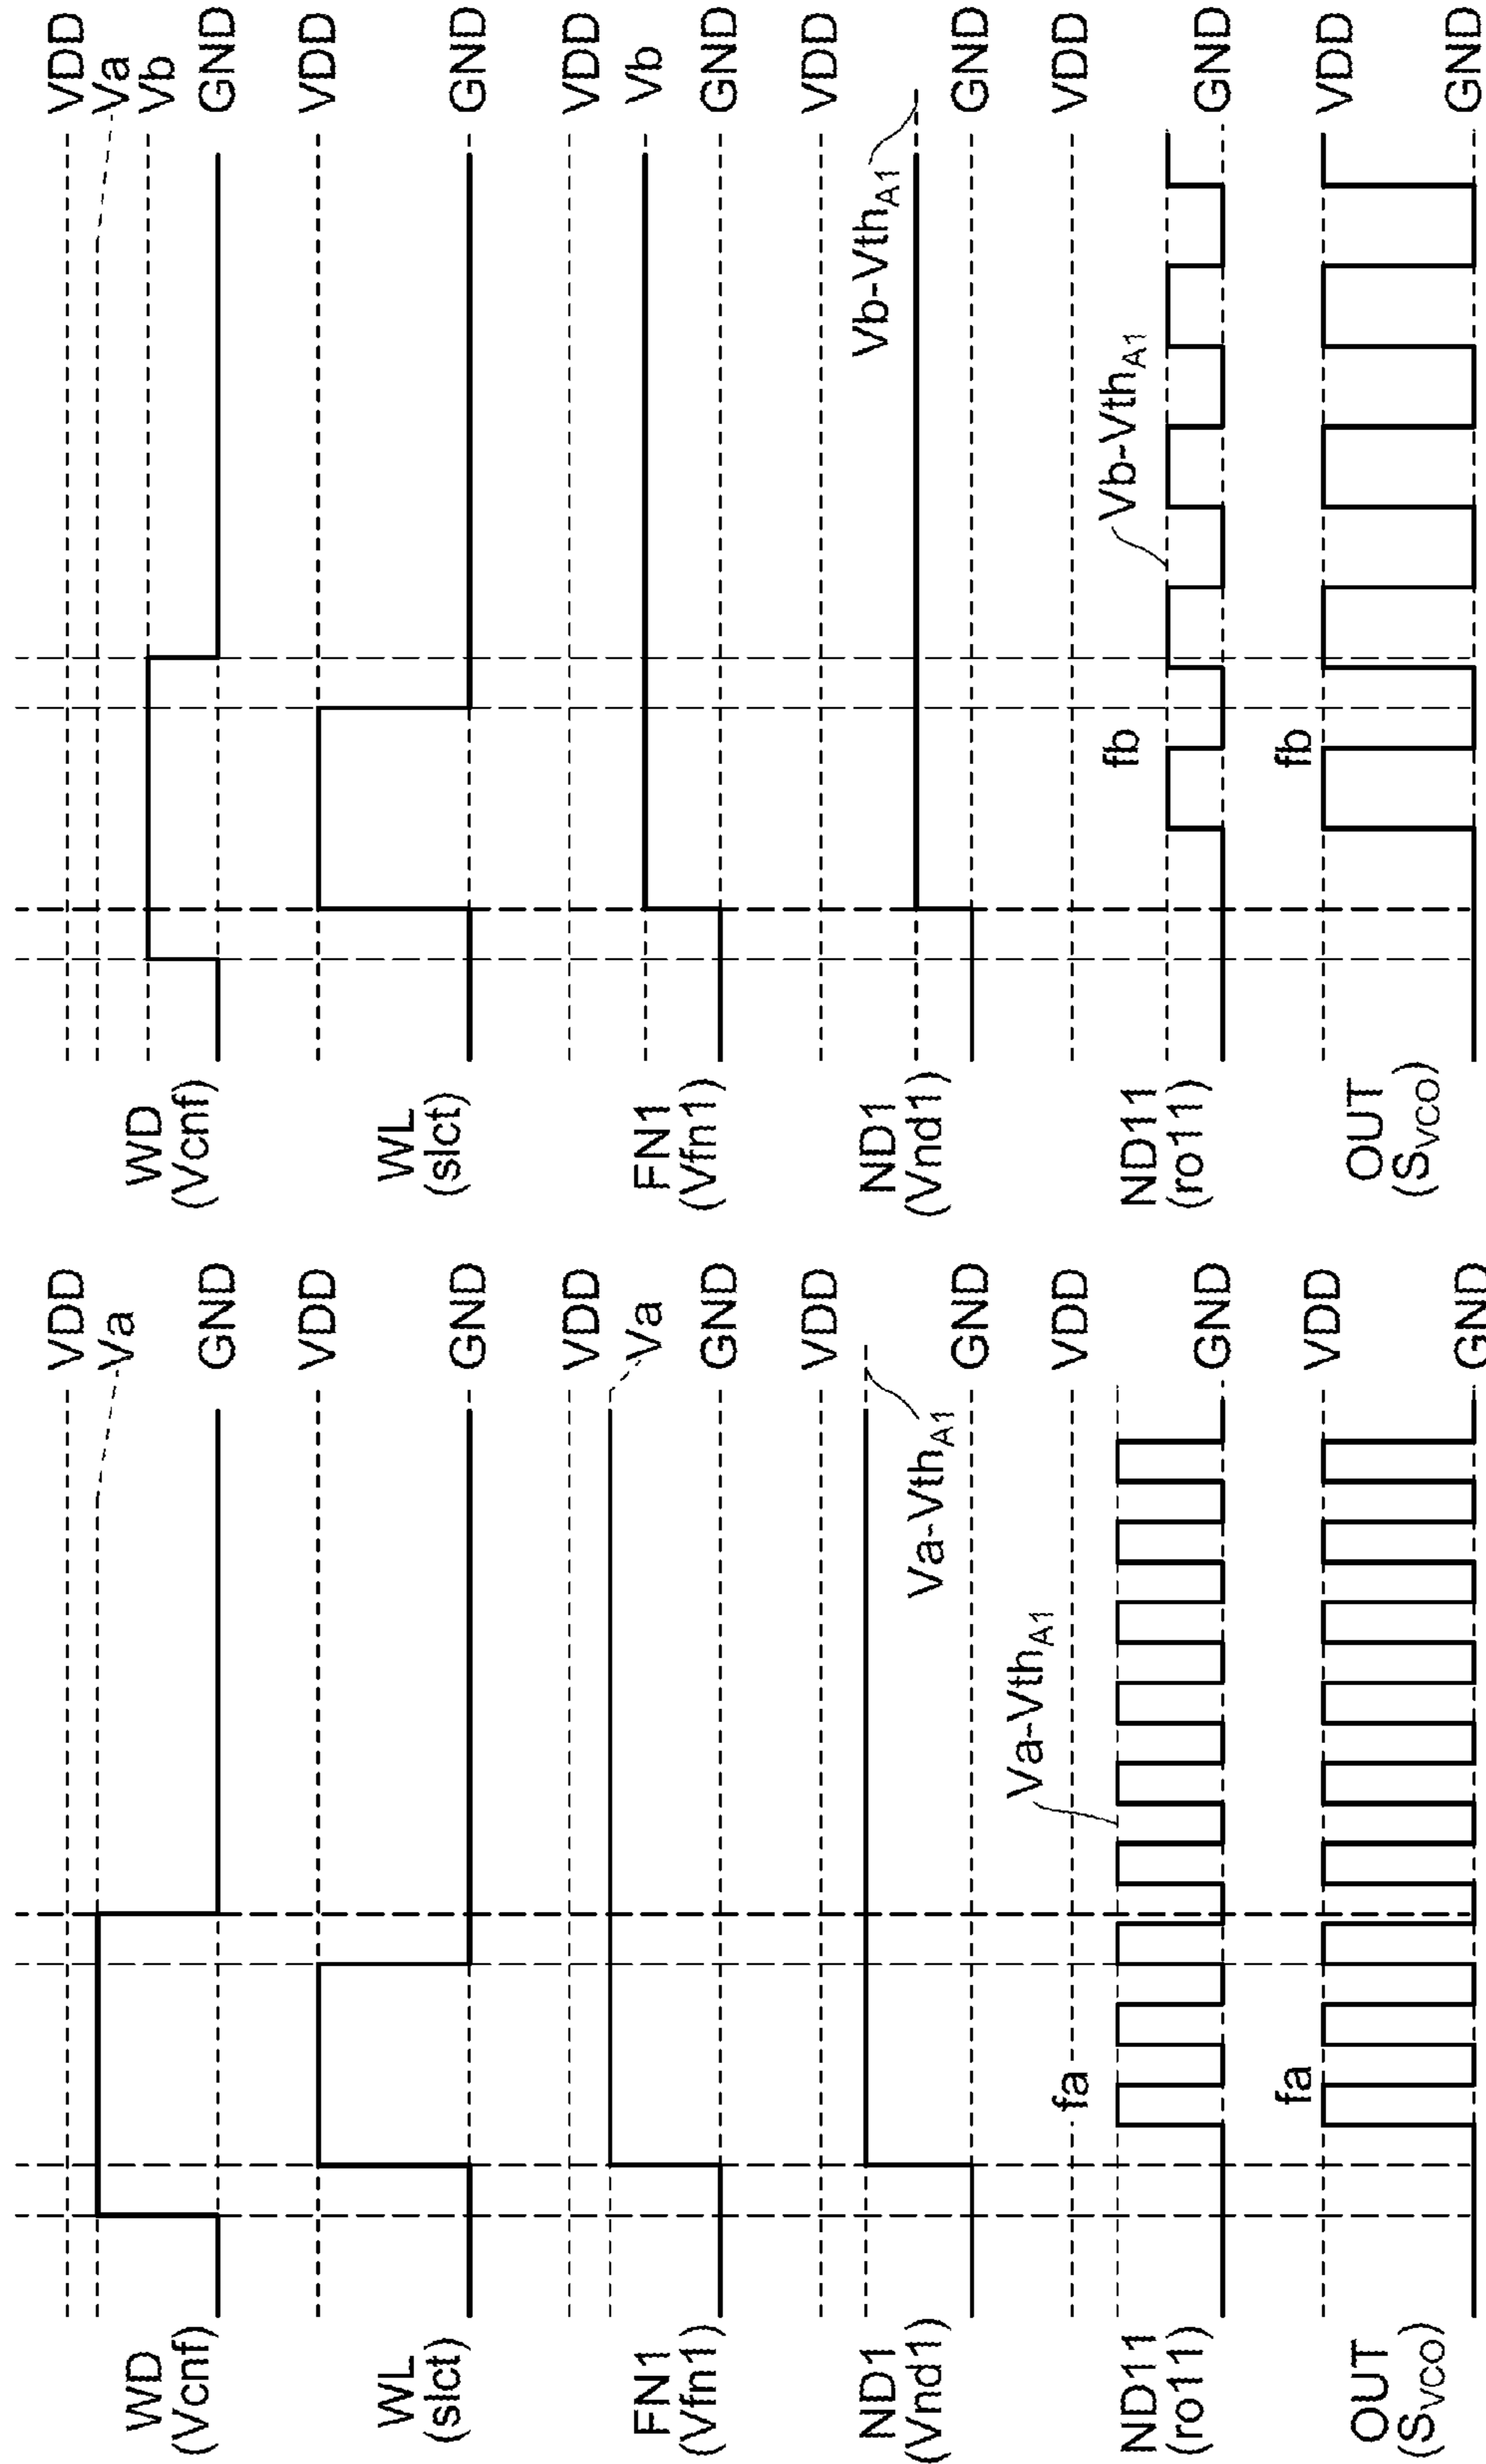 WD
(Vcnf)
VDD
Va
GND
WL
(slct)
VDD
GND
FN1
(Vfn1)
VDD
Va
GND
ND1
(Vnd1)
VDD
GND
Va-VthA1
ND11
(ro11)
fa
Va-VthA1
VDD
GND
OUT
(SVCO)
fa
VDD
GND
WD
(Vcnf)
VDD
Va
Vb
GND
WL
(slct)
VDD
GND
FN1
(Vfn1)
VDD
Vb
GND
ND1
(Vnd1)
VDD
Vb-VthA1
GND
ND11
(ro11)
fb
Vb-VthA1
VDD
GND
OUT
(SVCO)
fb
VDD
GND